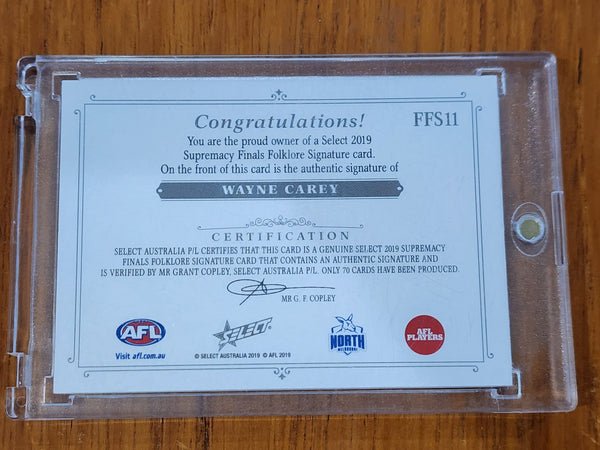 Congratulations!
FFS11
You are the proud owner of a Select 2019
Supremacy Finals Folklore Signature card.
On the front of this card is the authentic signature of
WAYNE CAREY
CERTIFICATION
SELECT AUSTRALIA P/L CERTIFIES THAT THIS CARD IS A GENUINE SELECT 2019 SUPREMACY
FINALS FOLKLORE SIGNATURE CARD THAT CONTAINS AN AUTHENTIC SIGNATURE AND
IS VERIFIED BY MR GRANT COPLEY, SELECT AUSTRALIA P/L. ONLY 70 CARDS HAVE BEEN PRODUCED.
MR G. F. COPLEY
AFL
Visit afl.com.au
SELECT
© SELECT AUSTRALIA 2019 © AFL 2019
NORTH
MELBOURNE
AFL
PLAYERS